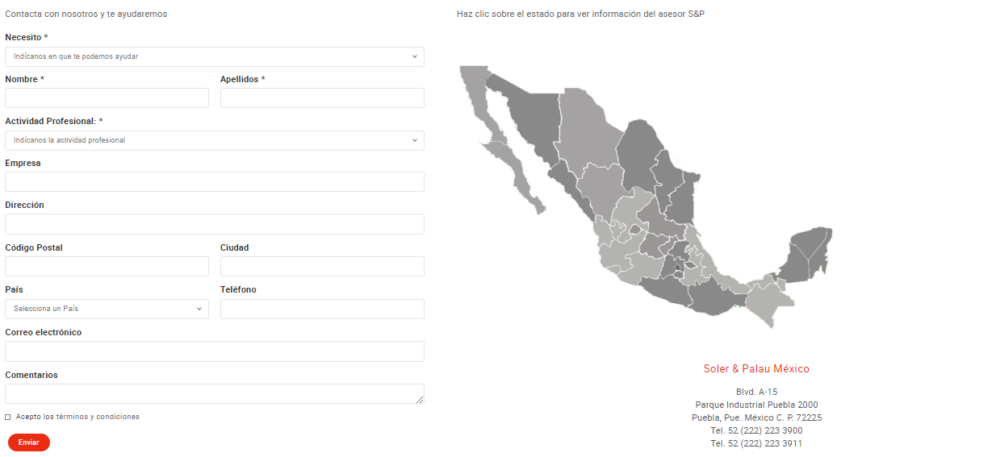 Contacta con nosotros y te ayudaremos
Necesito *
Indícanos en que te podemos ayudar
Nombre *
Apellidos *
Actividad Profesional: *
Indícanos la actividad profesional
Empresa
Dirección
Código Postal
Ciudad
País
Teléfono
Selecciona un País
Correo electrónico
Comentarios
Acepto los términos y condiciones
Enviar
Haz clic sobre el estado para ver información del asesor S&P
Soler & Palau México
Blvd. A-15
Parque Industrial Puebla 2000
Puebla, Pue. México C. P. 72225
Tel. 52 (222) 223 3900
Tel. 52 (222) 223 3911